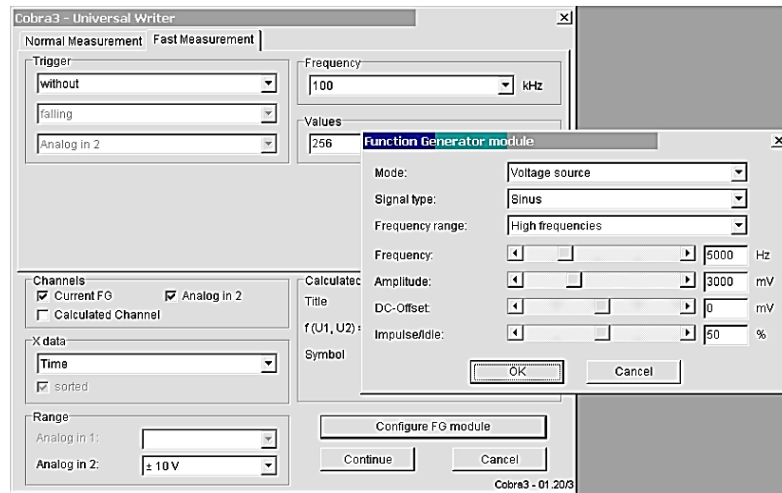 Cobra3 - Universal Writer
Normal Measurement Fast Measurement
Trigger
without
falling
Analog in 2
Frequency
100 kHz
Values
256
Function Generator module
Mode: Voltage source
Signal type: Sinus
Frequency range: High frequencies
Frequency: 5000 Hz
Amplitude: 3000 mV
DC-Offset: 0 mV
Impulse/Idle: 50 %
OK Cancel
Channels
Current FG Analog in 2
Calculated Channel
X data
Time
sorted
Range
Analog in 1:
Analog in 2: ± 10 V
Calculated
Title
f (U1, U2) =
Symbol
Configure FG module
Continue Cancel
Cobra3 - 01.20/3